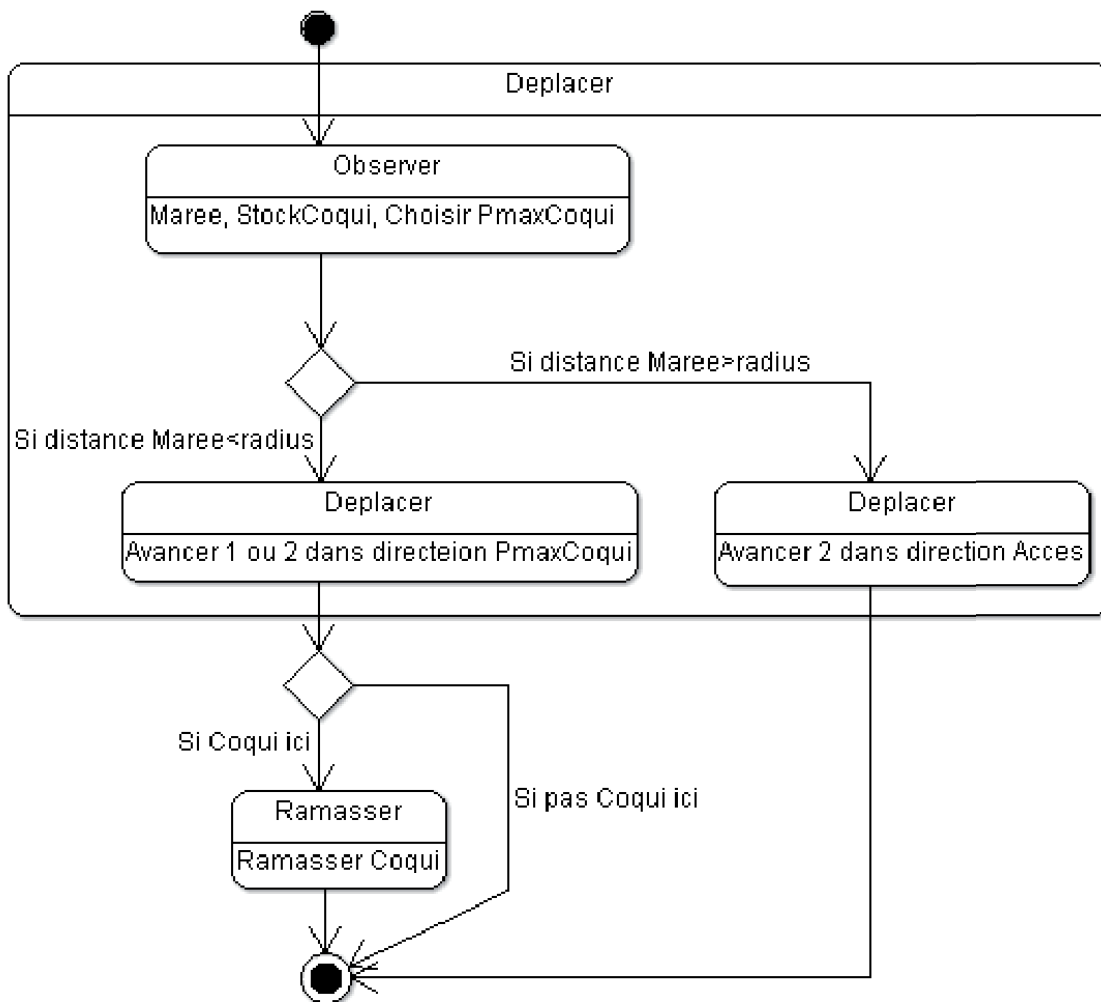 Deplacer
Observer
Maree, StockCoqui, Choisir PmaxCoqui
Si distance Maree>radius
Si distance Maree<radius
Deplacer
Avancer 1 ou 2 dans directeion PmaxCoqui
Deplacer
Avancer 2 dans direction Acces
Si Coqui ici
Si pas Coqui ici
Ramasser
Ramasser Coqui